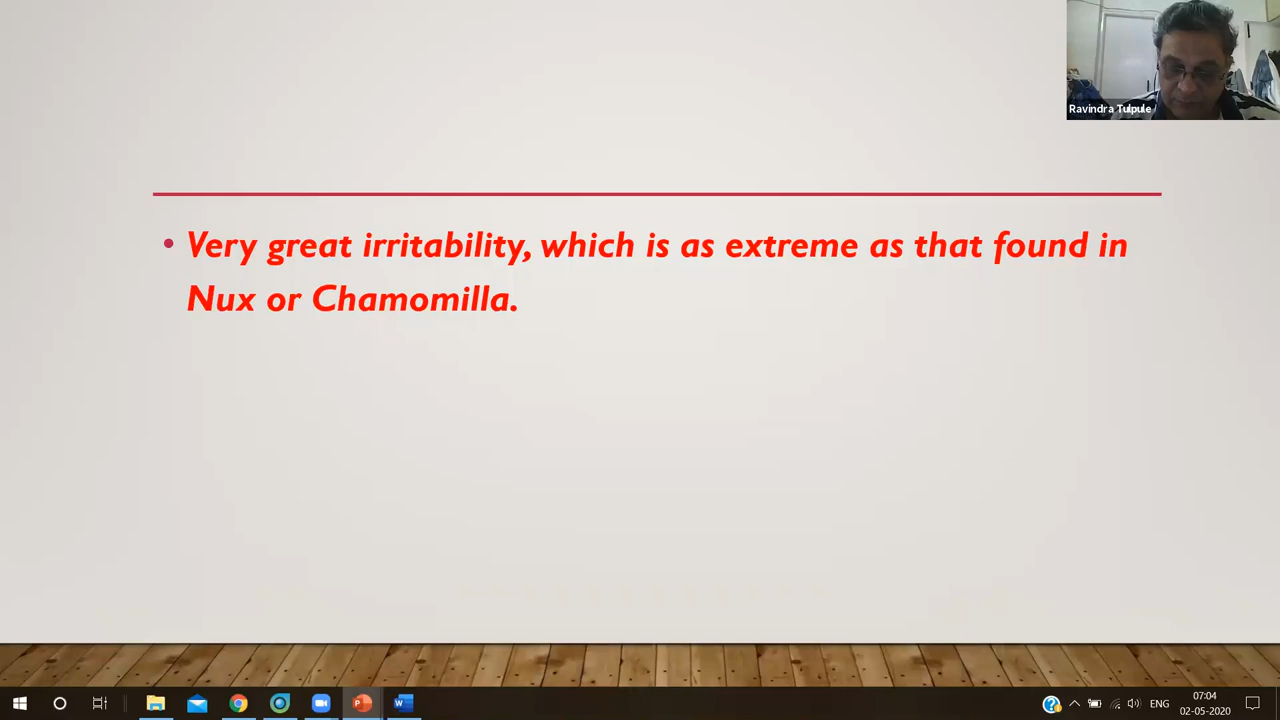 Ravindra Tulpule
• Very great irritability, which is as extreme as that found in
Nux or Chamomilla.
ENG
07:04
02-05-2020